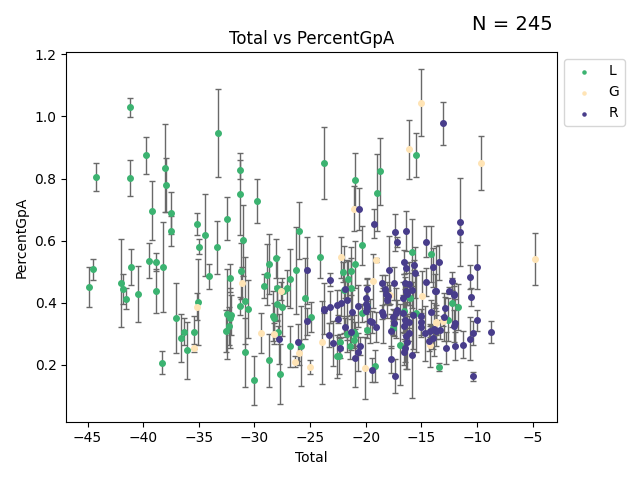 N = 245
Total vs PercentGpA
L
G
R
1.2
1.0
0.8
0.6
0.4
0.2
PercentGpA
−45 −40 −35 −30 −25 −20 −15 −10 −5
Total